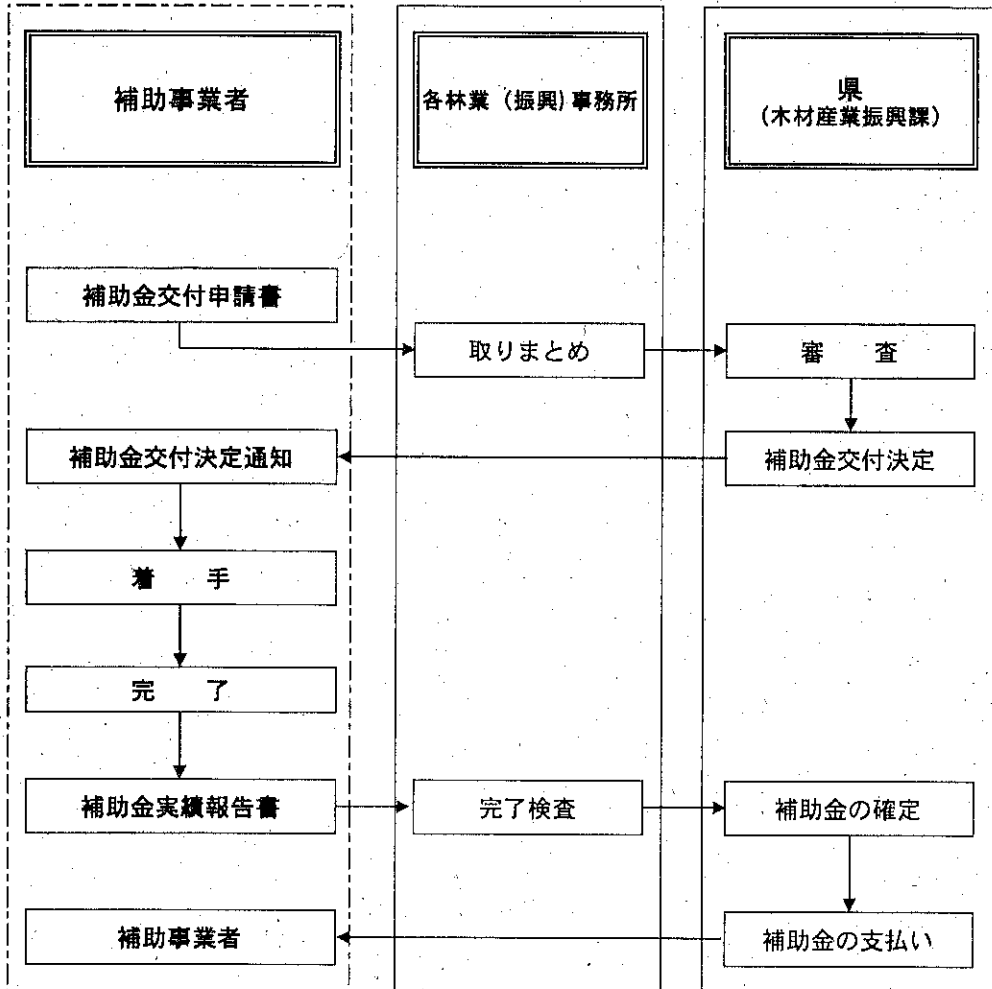 補助事業者
各林業（振興）事務所
県
（木材産業振興課）
補助金交付申請書
取りまとめ
審　　査
補助金交付決定通知
補助金交付決定
着　　手
完　　了
補助金実績報告書
完了検査
補助金の確定
補助事業者
補助金の支払い